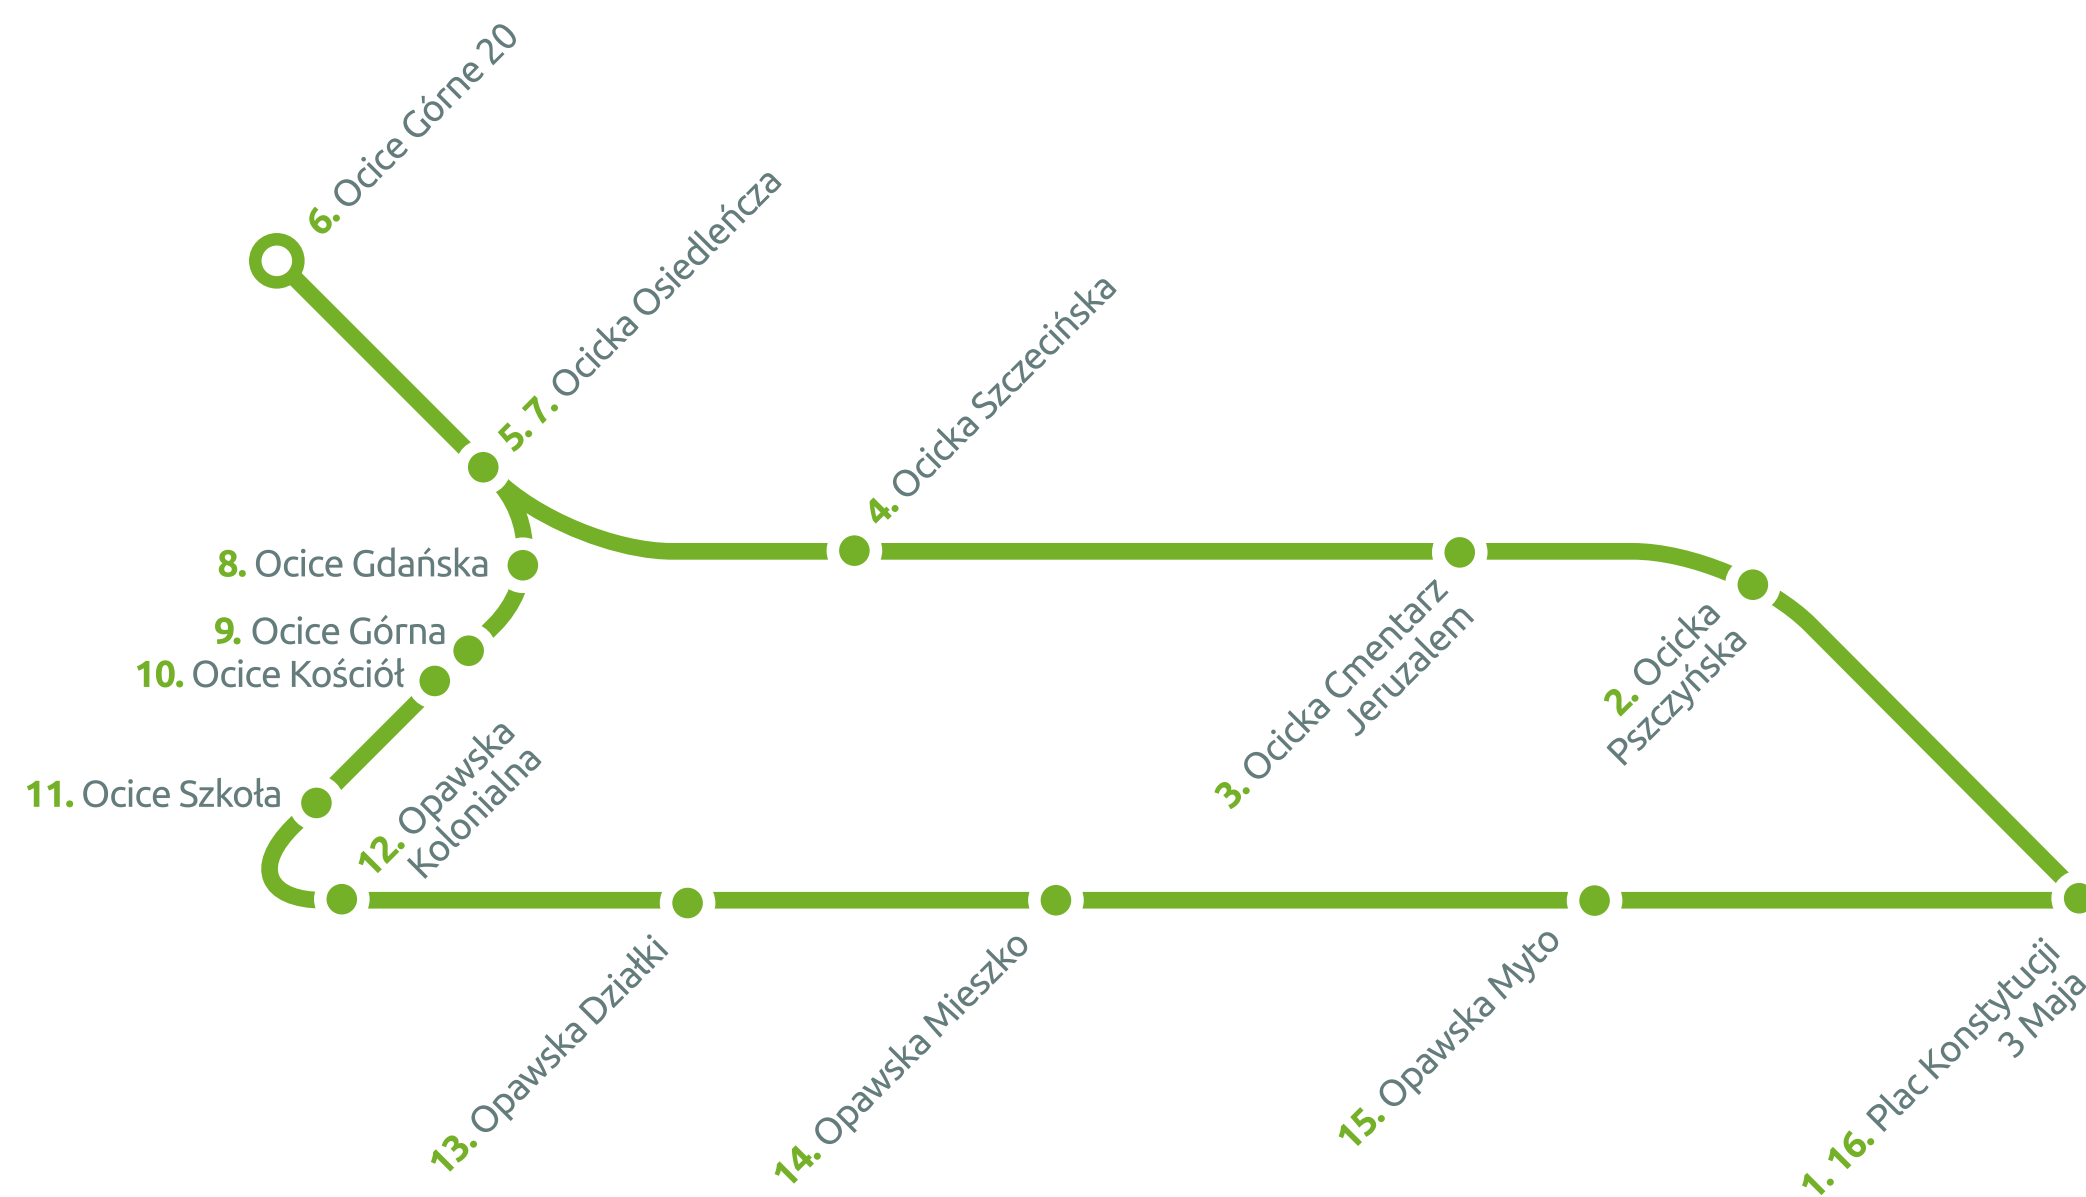 6. Ocice Górne 20
5. 7. Ocicka Osiedleńcza
4. Ocicka Szczecińska
8. Ocice Gdańska
9. Ocice Górna
10. Ocice Kościół
11. Ocice Szkoła
12. Opawska
Kolonialna
3. Ocicka Cmentarz
Jeruzalem
2. Ocicka
Pszczyńska
13. Opawska Działki
14. Opawska Mieszko
15. Opawska Myto
1. 16. Plac Konstytucji
3 Maja